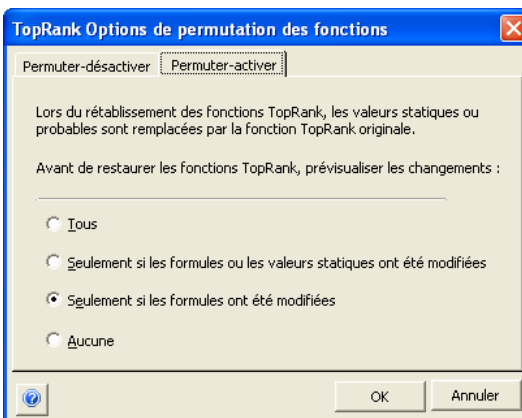 TopRank Options de permutation des fonctions
Permuter-désactiver Permuter-activer
Lors du rétablissement des fonctions TopRank, les valeurs statiques ou
probables sont remplacées par la fonction TopRank originale.
Avant de restaurer les fonctions TopRank, prévisualiser les changements :
Tous
Seulement si les formules ou les valeurs statiques ont été modifiées
Seulement si les formules ont été modifiées
Aucune
OK Annuler